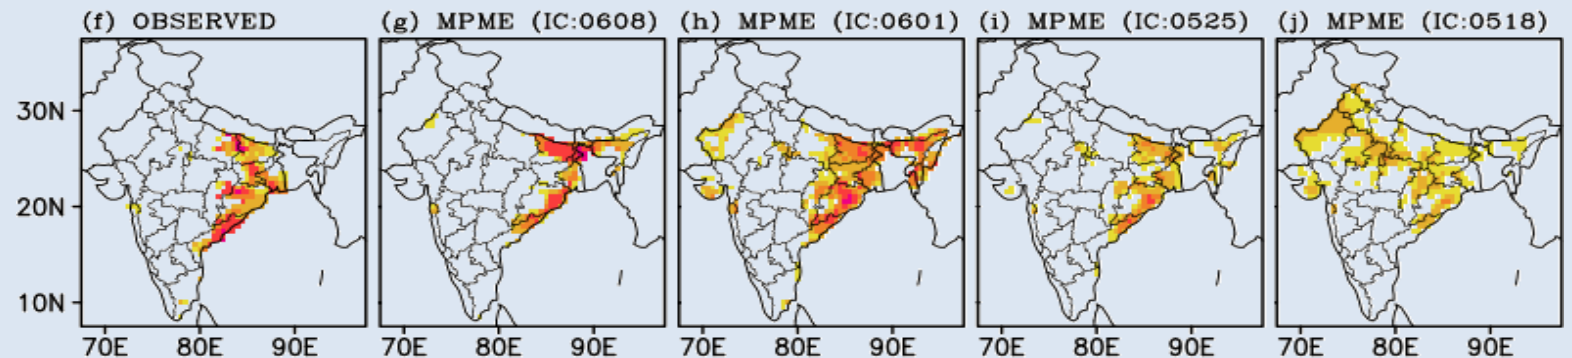 (f) OBSERVED (g) MPME (IC:0608) (h) MPME (IC:0601) (i) MPME (IC:0525) (j) MPME (IC:0518)
30N
20N
10N
70E 80E 90E 70E 80E 90E 70E 80E 90E 70E 80E 90E 70E 80E 90E